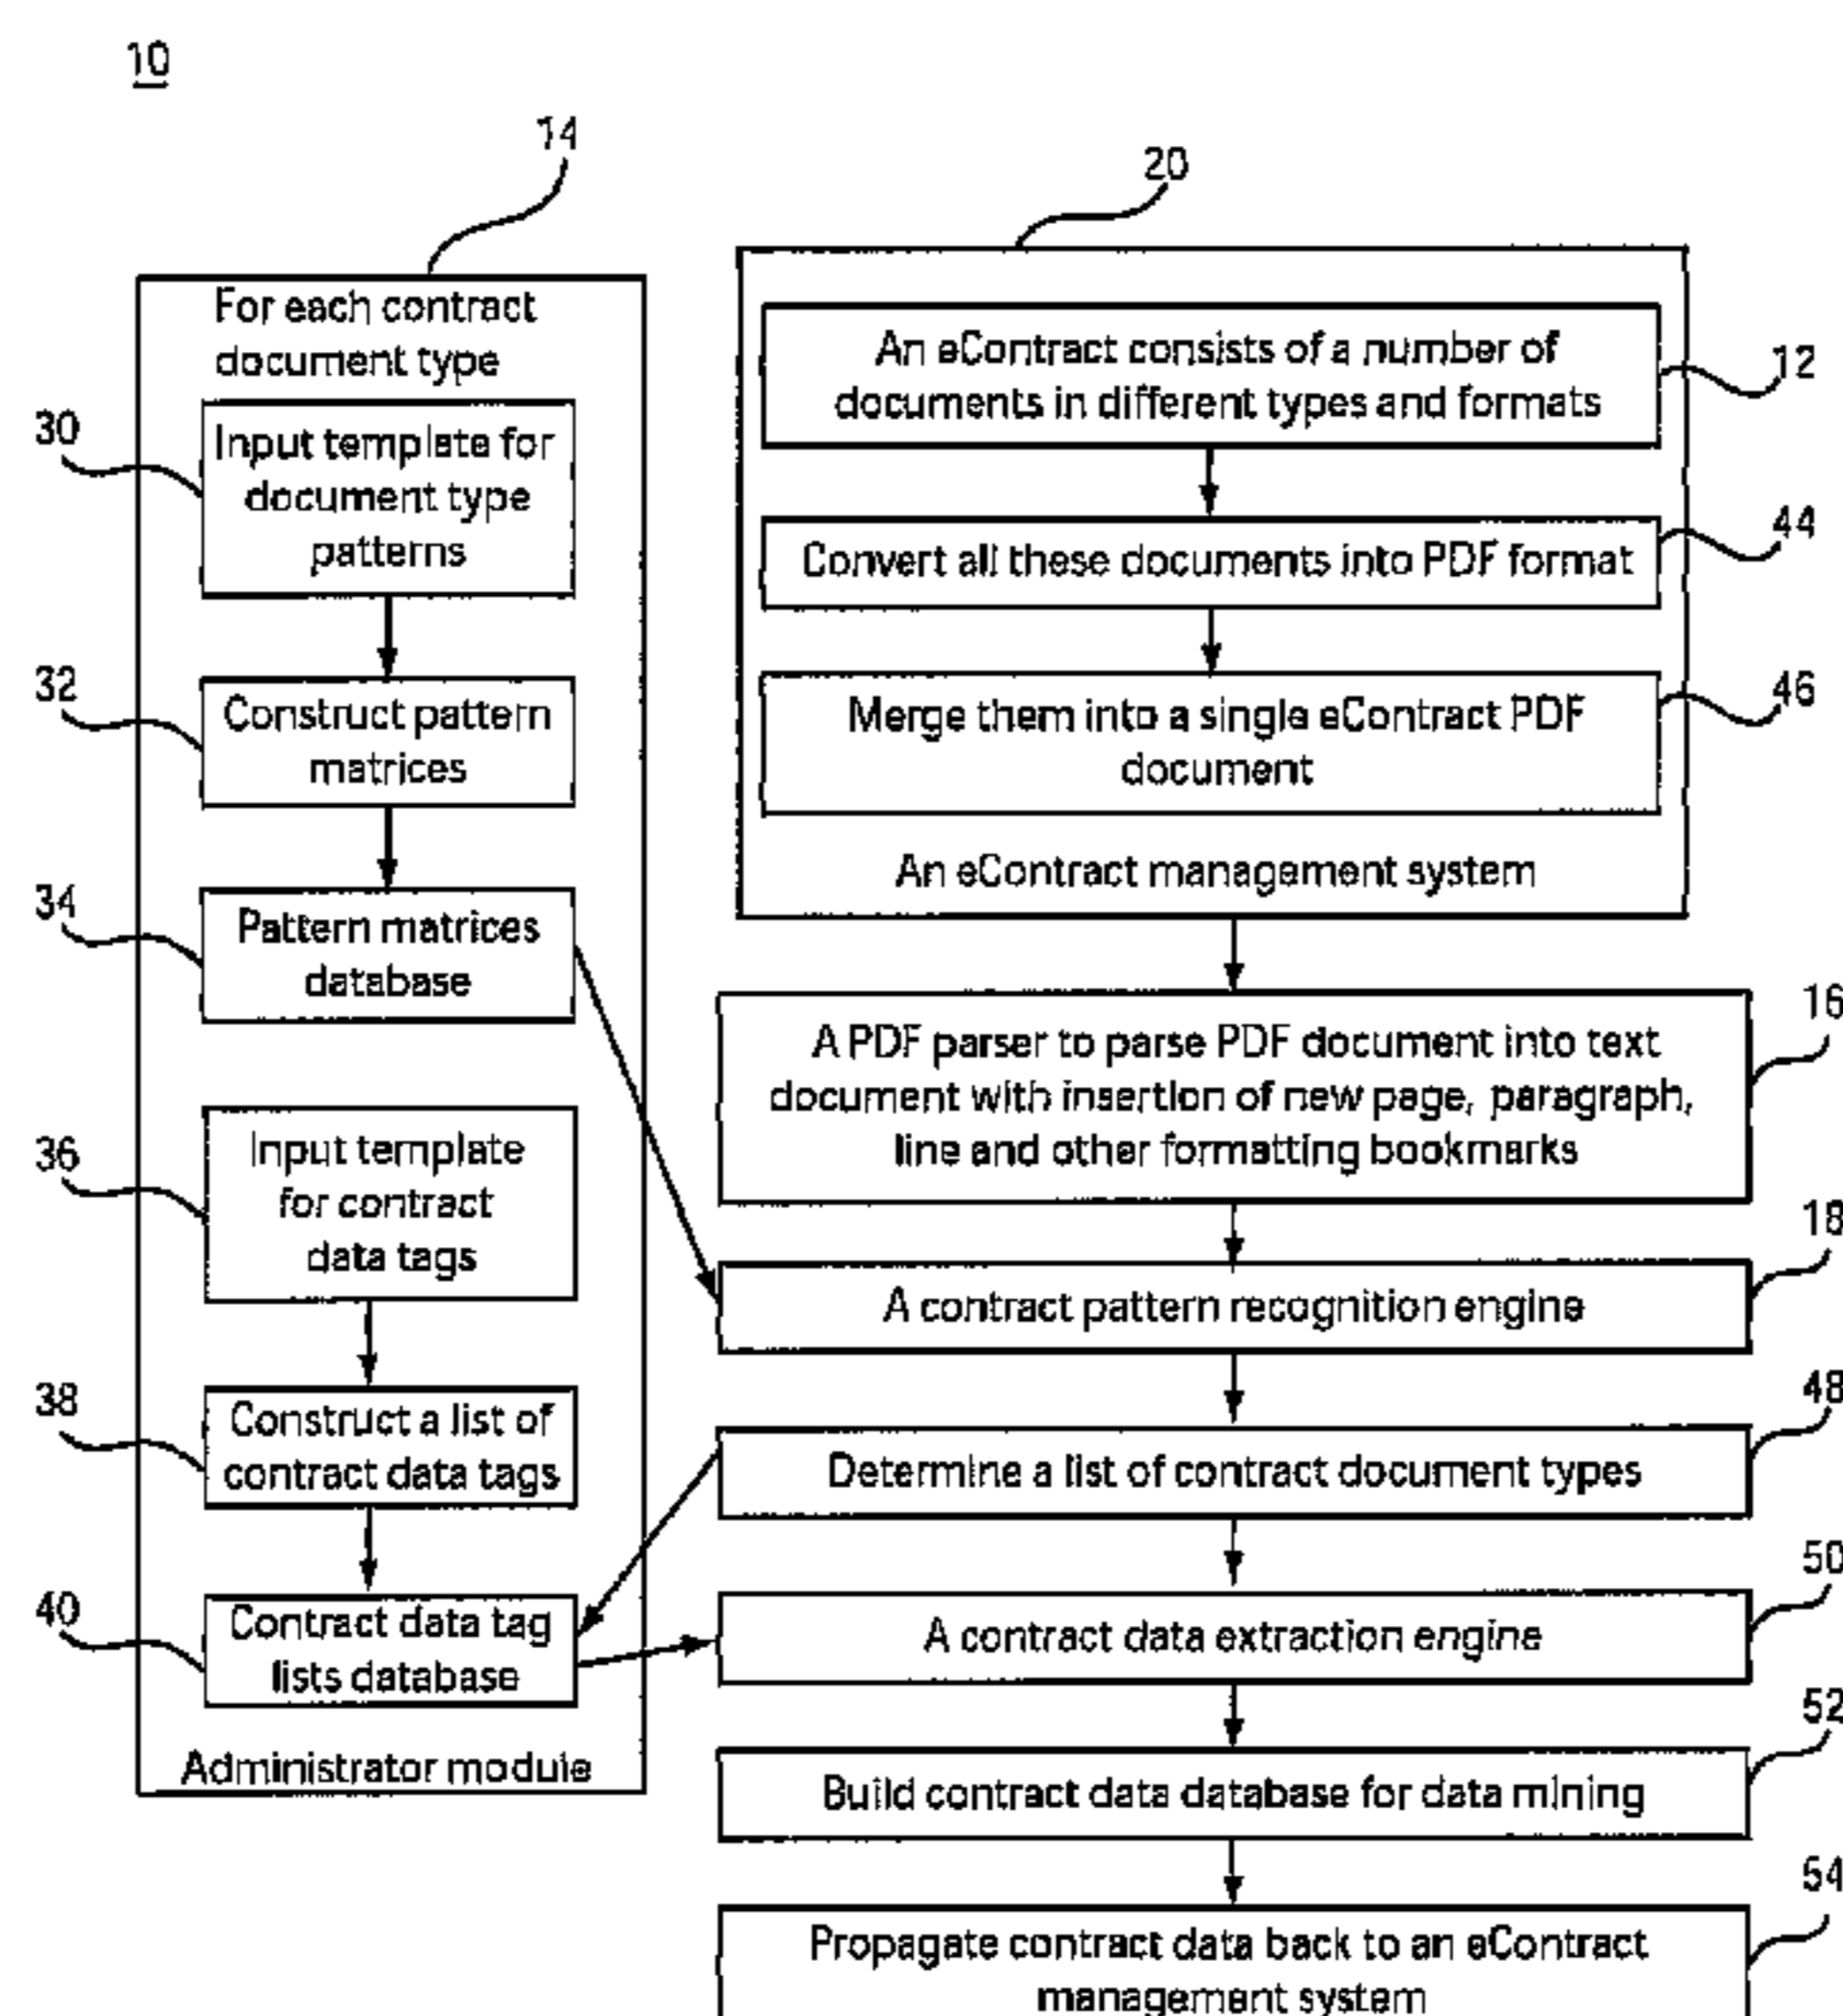 10
14
For each contract
document type
30
Input template for
document type
patterns
32
Construct pattern
matrices
34
Pattern matrices
database
36
Input template
for contract
data tags
38
Construct a list of
contract data tags
40
Contract data tag
lists database
Administrator module
20
An eContract consists of a number of
documents in different types and formats
12
Convert all these documents into PDF format
44
Merge them into a single eContract PDF
document
46
An eContract management system
A PDF parser to parse PDF document into text
document with insertion of new page, paragraph,
line and other formatting bookmarks
16
A contract pattern recognition engine
18
Determine a list of contract document types
48
A contract data extraction engine
50
Build contract data database for data mining
52
Propagate contract data back to an eContract
management system
54